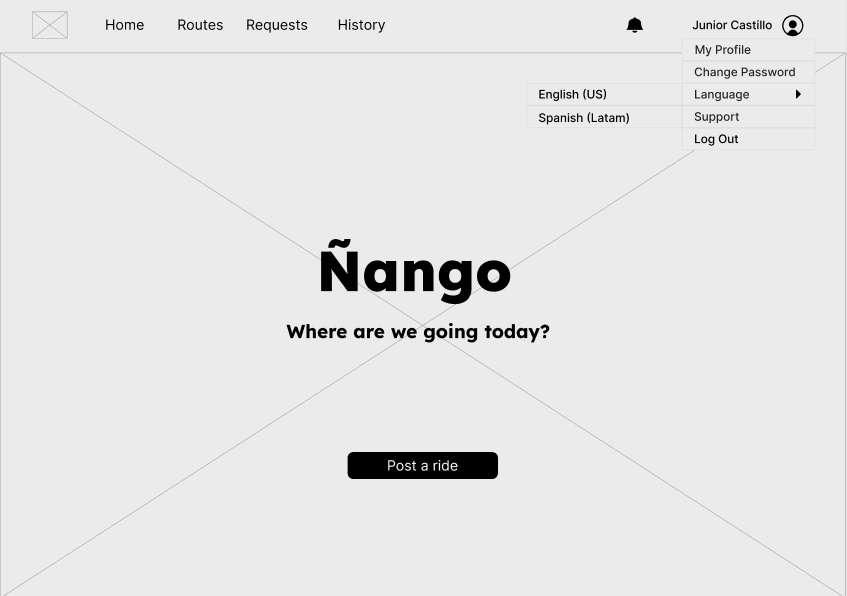 Home Routes Requests History Junior Castillo
My Profile
Change Password
Language
English (US)
Spanish (Latam)
Support
Log Out
Ñango
Where are we going today?
Post a ride